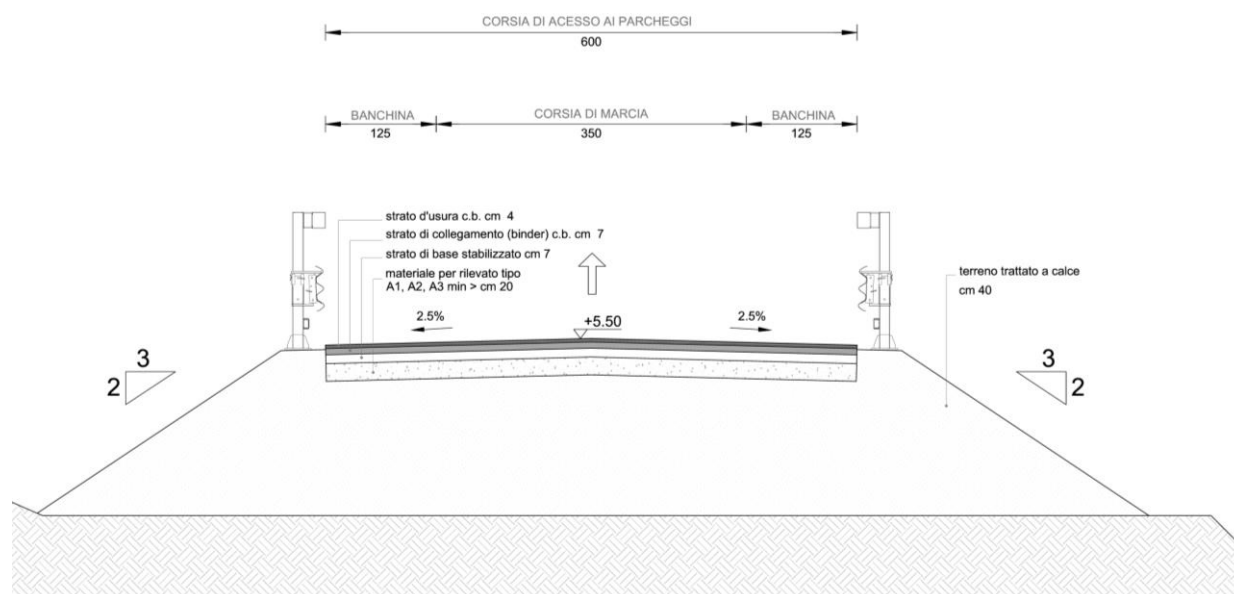 CORSIA DI ACESSO AI PARCHEGGI
600
BANCHINA CORSIA DI MARCIA BANCHINA
125 350 125
strato d'usura c.b. cm 4
strato di collegamento (binder) c.b. cm 7
strato di base stabilizzato cm 7
materiale per rilevato tipo
A1, A2, A3 min > cm 20
terreno trattato a calce
cm 40
2.5% +5.50 2.5%
3 3
2 2